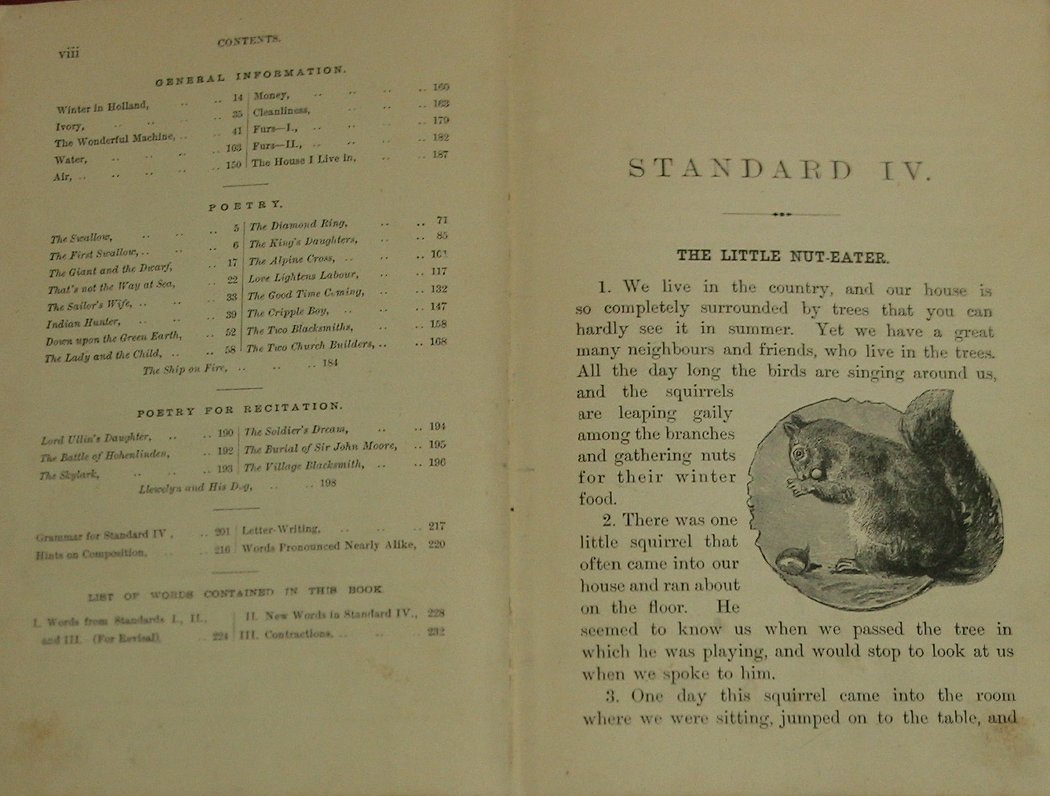 viii
CONTENTS.
GENERAL INFORMATION.
Winter in Holland, .. .. 14
Ivory, .. .. .. 35
The Wonderful Machine, .. .. 41
Water, .. .. .. 103
Air, .. .. .. .. 150
Money, .. .. .. .. 160
Cleanliness, .. .. .. 163
Furs—I., .. .. .. .. 179
Furs—II., .. .. .. .. 182
The House I Live in, .. .. 187
POETRY.
The Swallow, .. .. .. 5
The First Swallow, .. .. .. 6
The Giant and the Dwarf, .. 17
That's not the Way at Sea, .. 22
The Sailor's Wife, .. .. .. 33
Indian Hunter, .. .. .. 39
Down upon the Green Earth, .. 52
The Lady and the Child, .. .. 58
The Diamond Ring, .. .. 71
The King's Daughters, .. .. 85
The Alpine Cross, .. .. .. 101
Love Lightens Labour, .. .. 117
The Good Time Coming, .. .. 132
The Cripple Boy, .. .. .. 147
The Two Blacksmiths, .. .. 158
The Two Church Builders, .. .. 168
The Ship on Fire, .. .. .. 184
POETRY FOR RECITATION.
Lord Ullin's Daughter, .. .. 190
The Battle of Hohenlinden, .. 192
The Skylark, .. .. .. 193
The Soldier's Dream, .. .. 194
The Burial of Sir John Moore, .. 195
The Village Blacksmith, .. .. 196
Llewelyn and His Dog, .. .. 198
Grammar for Standard IV., .. 201
Hints on Composition, .. .. 216
Letter-Writing, .. .. .. 217
Words Pronounced Nearly Alike, 220
LIST OF WORDS CONTAINED IN THIS BOOK
I. Words from Standards I., II.,
and III. (For Revisal), .. 224
II. New Words in Standard IV., 228
III. Contractions, .. .. .. 232
STANDARD IV.
THE LITTLE NUT-EATER.
1. We live in the country, and our house is
so completely surrounded by trees that you can
hardly see it in summer. Yet we have a great
many neighbours and friends, who live in the trees.
All the day long the birds are singing around us,
and the squirrels
are leaping gaily
among the branches
and gathering nuts
for their winter
food.
2. There was one
little squirrel that
often came into our
house and ran about
on the floor. He
seemed to know us when we passed the tree in
which he was playing, and would stop to look at us
when we spoke to him.
3. One day this squirrel came into the room
where we were sitting, jumped on to the table, and